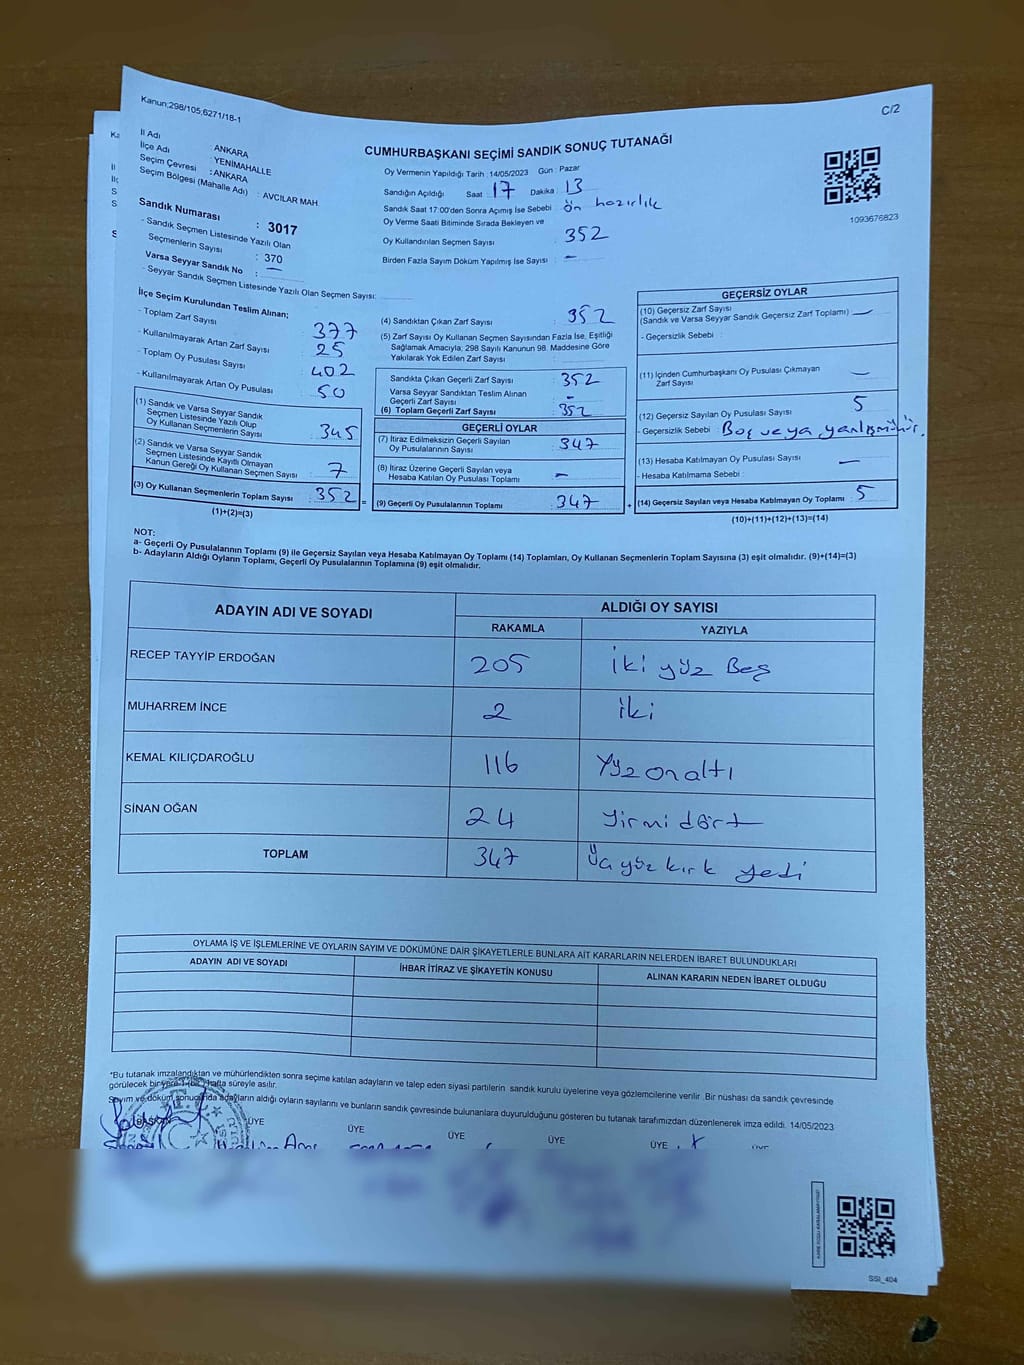 C/2
Kanun;298/105;6271/18-1
CUMHURBAŞKANI SEÇİMİ SANDIK SONUÇ TUTANAĞI
İl Adı : ANKARA
İlçe Adı : YENİMAHALLE
Seçim Çevresi : ANKARA
Seçim Bölgesi (Mahalle Adı) : AVCILAR MAH.
Sandık Numarası : 3017
- Sandık Seçmen Listesinde Yazılı Olan
Seçmenlerin Sayısı : 370
Varsa Seyyar Sandık No : —
- Seyyar Sandık Seçmen Listesinde Yazılı Olan Seçmen Sayısı:
Oy Vermenin Yapıldığı Tarih : 14/05/2023 Gün : Pazar
Sandığın Açıldığı Saat : 17 Dakika : 13
Sandık Saat 17:00'den Sonra Açımış İse Sebebi : ön hazırlık
Oy Verme Saati Bitiminde Sırada Bekleyen ve
Oy Kullandırılan Seçmen Sayısı : 352
Birden Fazla Sayım Döküm Yapılmış İse Sayısı : —
1093676823
İlçe Seçim Kurulundan Teslim Alınan;
- Toplam Zarf Sayısı : 377
- Kullanılmayarak Artan Zarf Sayısı : 25
- Toplam Oy Pusulası Sayısı : 402
- Kullanılmayarak Artan Oy Pusulası : 50
(1) Sandık ve Varsa Seyyar Sandık
Seçmen Listesinde Yazılı Olup
Oy Kullanan Seçmenlerin Sayısı : 345
(2) Sandık ve Varsa Seyyar Sandık
Seçmen Listesinde Kayıtlı Olmayan
Kanun Gereği Oy Kullanan Seçmen Sayısı : 7
(3) Oy Kullanan Seçmenlerin Toplam Sayısı : 352 =
(1)+(2)=(3)
(4) Sandıktan Çıkan Zarf Sayısı : 352
(5) Zarf Sayısı Oy Kullanan Seçmen Sayısından Fazla İse, Eşitliği
Sağlamak Amacıyla, 298 Sayılı Kanunun 98. Maddesine Göre
Yakılarak Yok Edilen Zarf Sayısı :
Sandıkta Çıkan Geçerli Zarf Sayısı : 352
Varsa Seyyar Sandıktan Teslim Alınan
Geçerli Zarf Sayısı : —
(6) Toplam Geçerli Zarf Sayısı : 352
GEÇERLİ OYLAR
(7) İtiraz Edilmeksizin Geçerli Sayılan
Oy Pusulalarının Sayısı : 347
(8) İtiraz Üzerine Geçerli Sayılan veya
Hesaba Katılan Oy Pusulası Toplamı : —
(9) Geçerli Oy Pusulalarının Toplamı : 347 +
GEÇERSİZ OYLAR
(10) Geçersiz Zarf Sayısı
(Sandık ve Varsa Seyyar Sandık Geçersiz Zarf Toplamı) : —
- Geçersizlik Sebebi :
(11) İçinden Cumhurbaşkanı Oy Pusulası Çıkmayan
Zarf Sayısı : —
(12) Geçersiz Sayılan Oy Pusulası Sayısı : 5
- Geçersizlik Sebebi : Boş veya yanlış mühür.
(13) Hesaba Katılmayan Oy Pusulası Sayısı : —
- Hesaba Katılmama Sebebi :
(14) Geçersiz Sayılan veya Hesaba Katılmayan Oy Toplamı : 5
(10)+(11)+(12)+(13)=(14)
NOT:
a- Geçerli Oy Pusulalarının Toplamı (9) ile Geçersiz Sayılan veya Hesaba Katılmayan Oy Toplamı (14) Toplamları, Oy Kullanan Seçmenlerin Toplam Sayısına (3) eşit olmalıdır. (9)+(14)=(3)
b- Adayların Aldığı Oyların Toplamı, Geçerli Oy Pusulalarının Toplamına (9) eşit olmalıdır.
ADAYIN ADI VE SOYADI ALDIĞI OY SAYISI
RAKAMLA YAZIYLA
RECEP TAYYİP ERDOĞAN 205 İki yüz Beş
MUHARREM İNCE 2 İki
KEMAL KILIÇDAROĞLU 116 Yüz on altı
SİNAN OĞAN 24 Yirmi dört
TOPLAM 347 Üç yüz kırk yedi
OYLAMA İŞ VE İŞLEMLERİNE VE OYLARIN SAYIM VE DÖKÜMÜNE DAİR ŞİKAYETLERLE BUNLARA AİT KARARLARIN NELERDEN İBARET BULUNDUKLARI
ADAYIN ADI VE SOYADI İHBAR İTİRAZ VE ŞİKAYETİN KONUSU ALINAN KARARIN NEDEN İBARET OLDUĞU
*Bu tutanak imzalandıktan ve mühürlendikten sonra seçime katılan adayların ve talep eden siyasi partilerin sandık kurulu üyelerine veya gözlemcilerine verilir .Bir nüshası da sandık çevresinde
görülecek bir yere 1 (bir) hafta süreyle asılır.
Sayım ve döküm sonucunda adayların aldığı oyların sayılarını ve bunların sandık çevresinde bulunanlara duyurulduğunu gösteren bu tutanak tarafımızdan düzenlenerek imza edildi. 14/05/2023
BAŞKAN ÜYE ÜYE ÜYE ÜYE ÜYE ÜYE
SSI_404